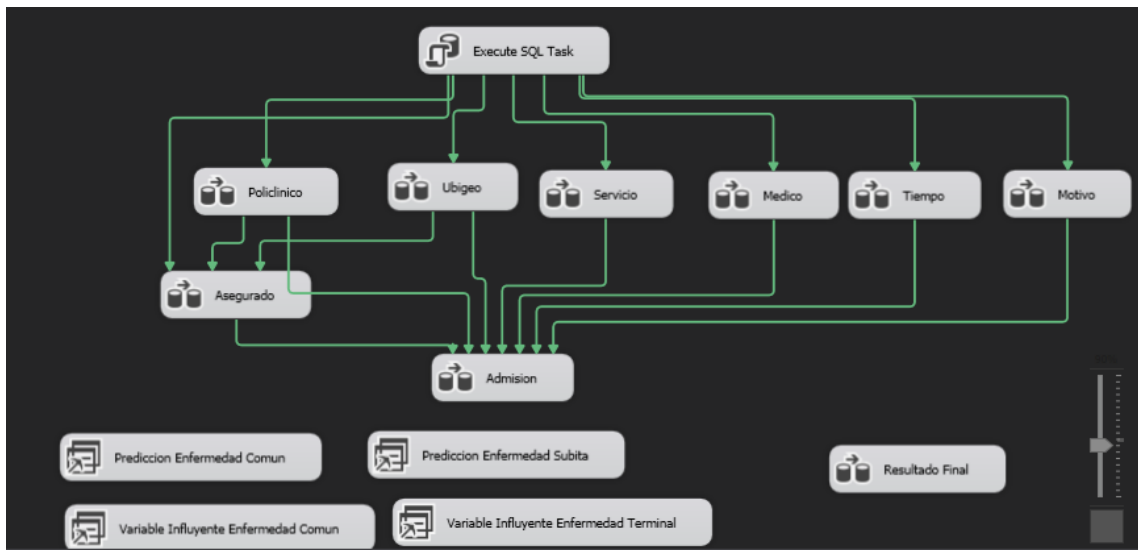 Execute SQL Task
Policlinico
Ubigeo
Servicio
Medico
Tiempo
Motivo
Asegurado
Admision
Prediccion Enfermedad Comun
Prediccion Enfermedad Subita
Resultado Final
Variable Influyente Enfermedad Comun
Variable Influyente Enfermedad Terminal